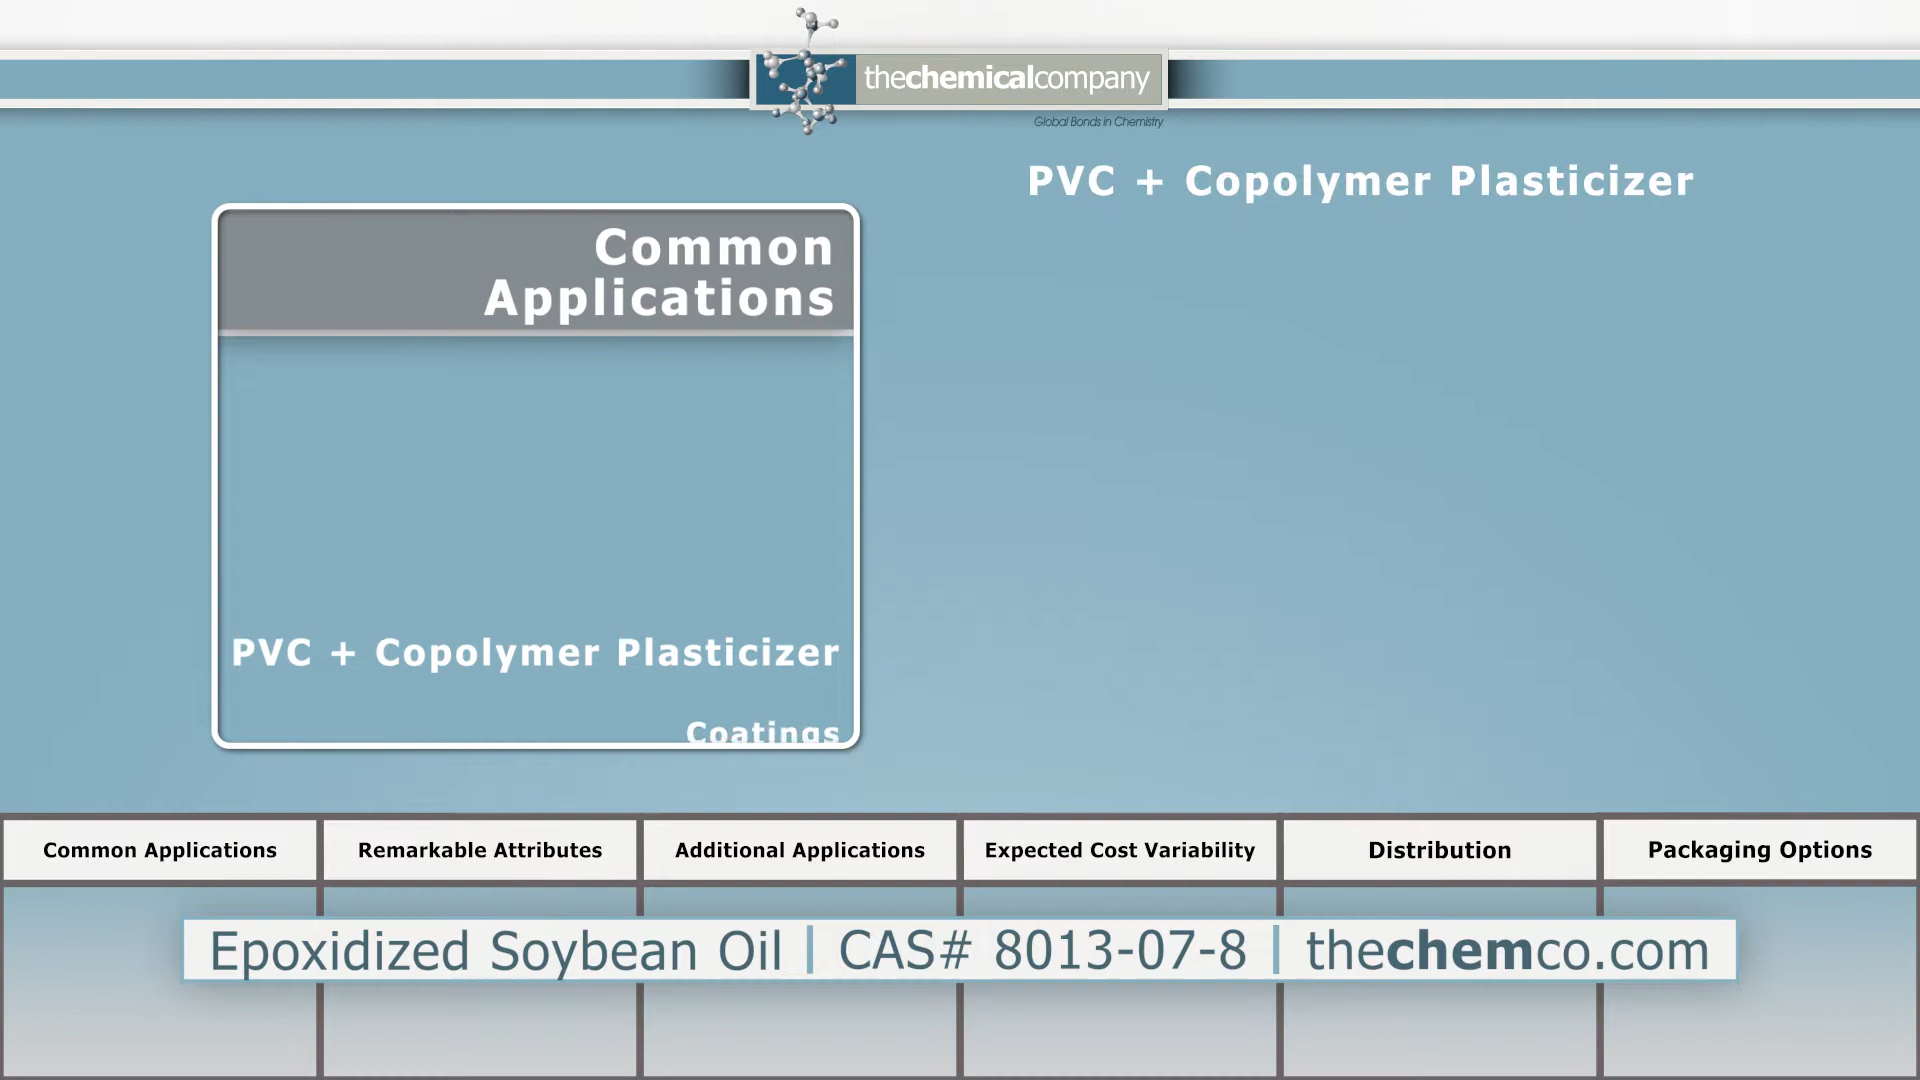 thechemicalcompany
Global Bonds in Chemistry
PVC + Copolymer Plasticizer
Common
Applications
PVC + Copolymer Plasticizer
Coatings
Common Applications
Remarkable Attributes
Additional Applications
Expected Cost Variability
Distribution
Packaging Options
Epoxidized Soybean Oil | CAS# 8013-07-8 | thechemco.com